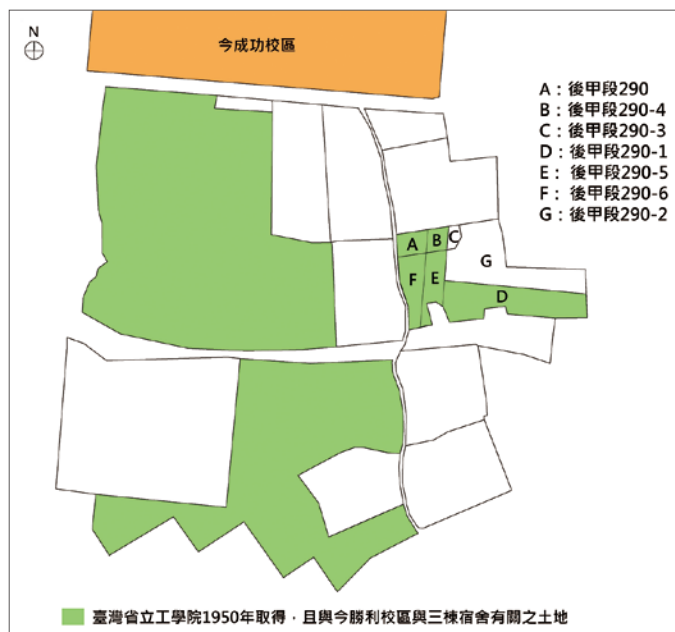 今成功校區
N
A：後甲段290
B：後甲段290-4
C：後甲段290-3
D：後甲段290-1
E：後甲段290-5
F：後甲段290-6
G：後甲段290-2
A
B
C
G
F
E
D
臺灣省立工學院1950年取得，且與今勝利校區與三棟宿舍有關之土地